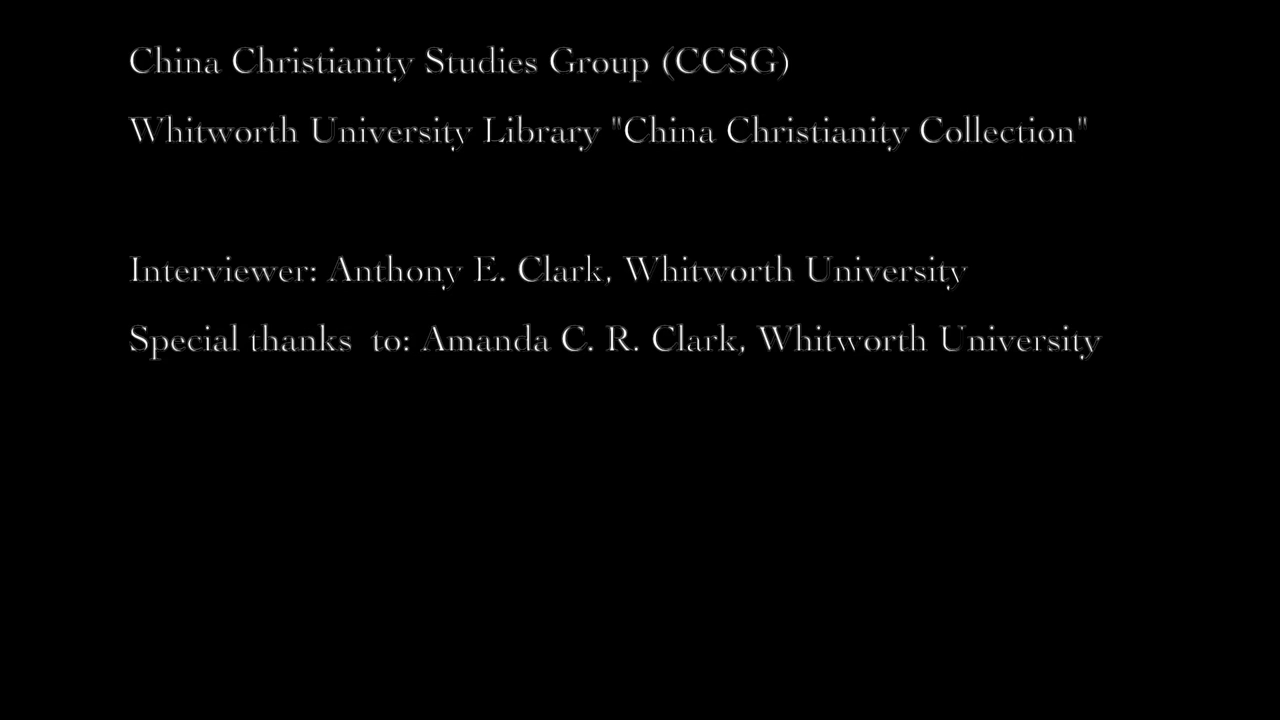 China Christianity Studies Group (CCSG)
Whitworth University Library "China Christianity Collection"
Interviewer: Anthony E. Clark, Whitworth University
Special thanks  to: Amanda C. R. Clark, Whitworth University